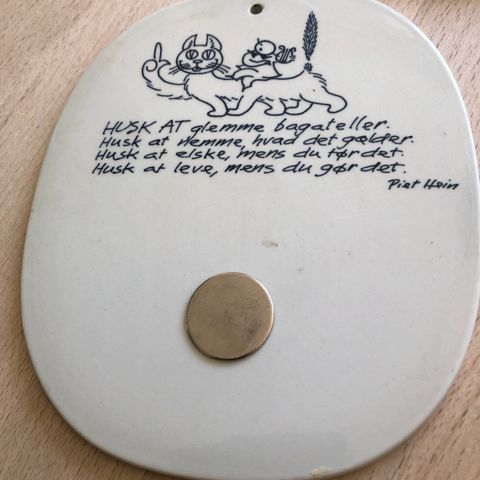 HUSK AT glemme bagateller.
Husk at nemme, hvad det gælder.
Husk at elske, mens du tør det.
Husk at leve, mens du gør det.
Piet Hein